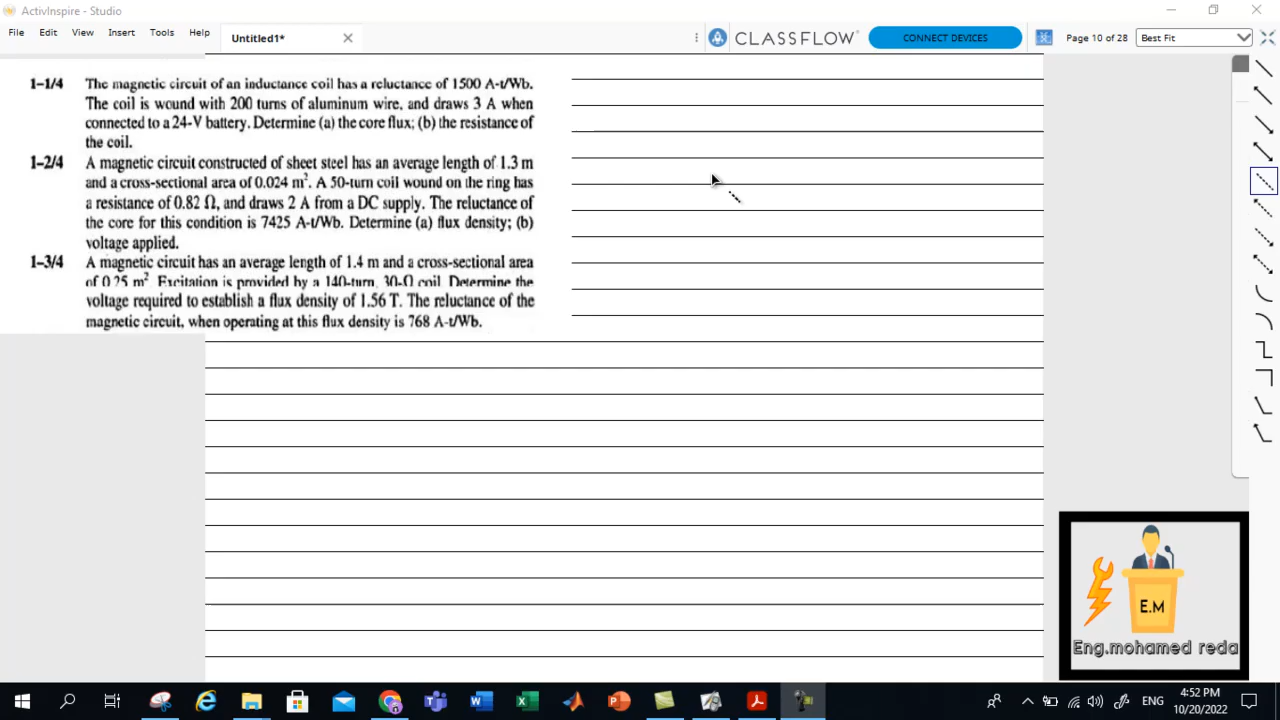 ActivInspire - Studio
File Edit View Insert Tools Help
Untitled1*
CLASSFLOW
CONNECT DEVICES
Page 10 of 28
Best Fit
1–1/4 The magnetic circuit of an inductance coil has a reluctance of 1500 A-t/Wb.
The coil is wound with 200 turns of aluminum wire, and draws 3 A when
connected to a 24-V battery. Determine (a) the core flux; (b) the resistance of
the coil.
1–2/4 A magnetic circuit constructed of sheet steel has an average length of 1.3 m
and a cross-sectional area of 0.024 m². A 50-turn coil wound on the ring has
a resistance of 0.82 Ω, and draws 2 A from a DC supply. The reluctance of
the core for this condition is 7425 A-t/Wb. Determine (a) flux density; (b)
voltage applied.
1–3/4 A magnetic circuit has an average length of 1.4 m and a cross-sectional area
of 0.25 m². Excitation is provided by a 140-turn, 30-Ω coil. Determine the
voltage required to establish a flux density of 1.56 T. The reluctance of the
magnetic circuit, when operating at this flux density is 768 A-t/Wb.
E.M
Eng.mohamed reda
ENG
4:52 PM
10/20/2022